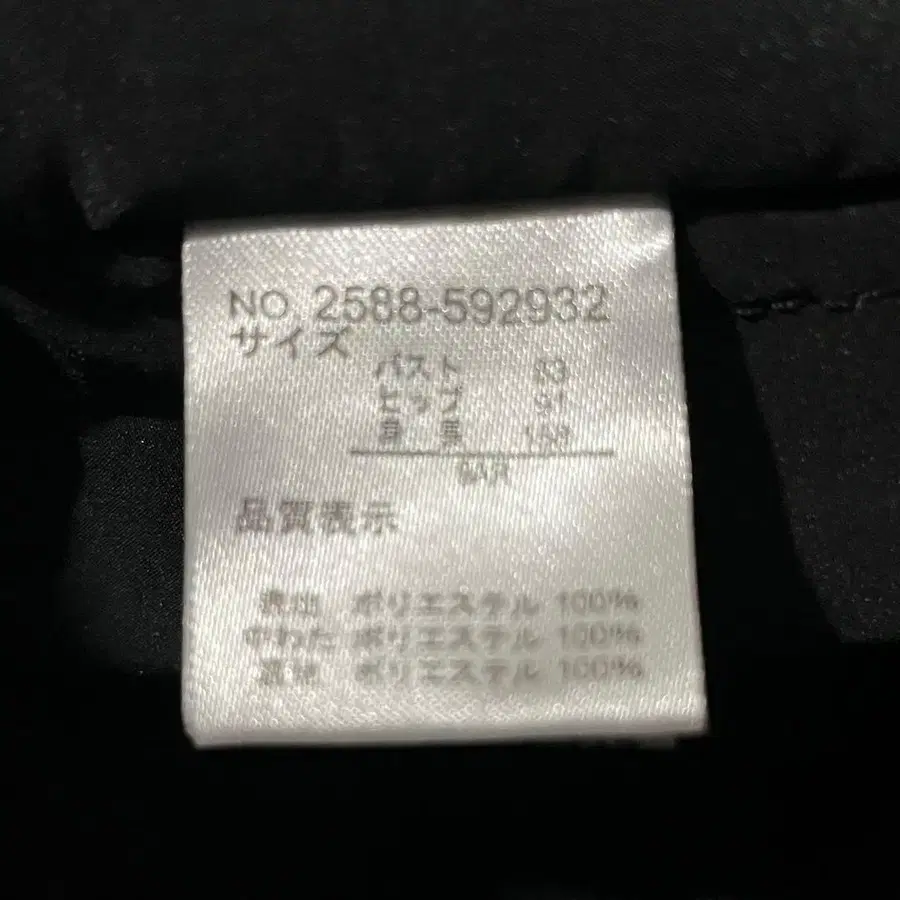 NO 2588-592932
サイズ
バスト 83
ヒップ 91
身長 158
9AR
品質表示
表地 ポリエステル 100%
中わた ポリエステル 100%
裏地 ポリエステル 100%